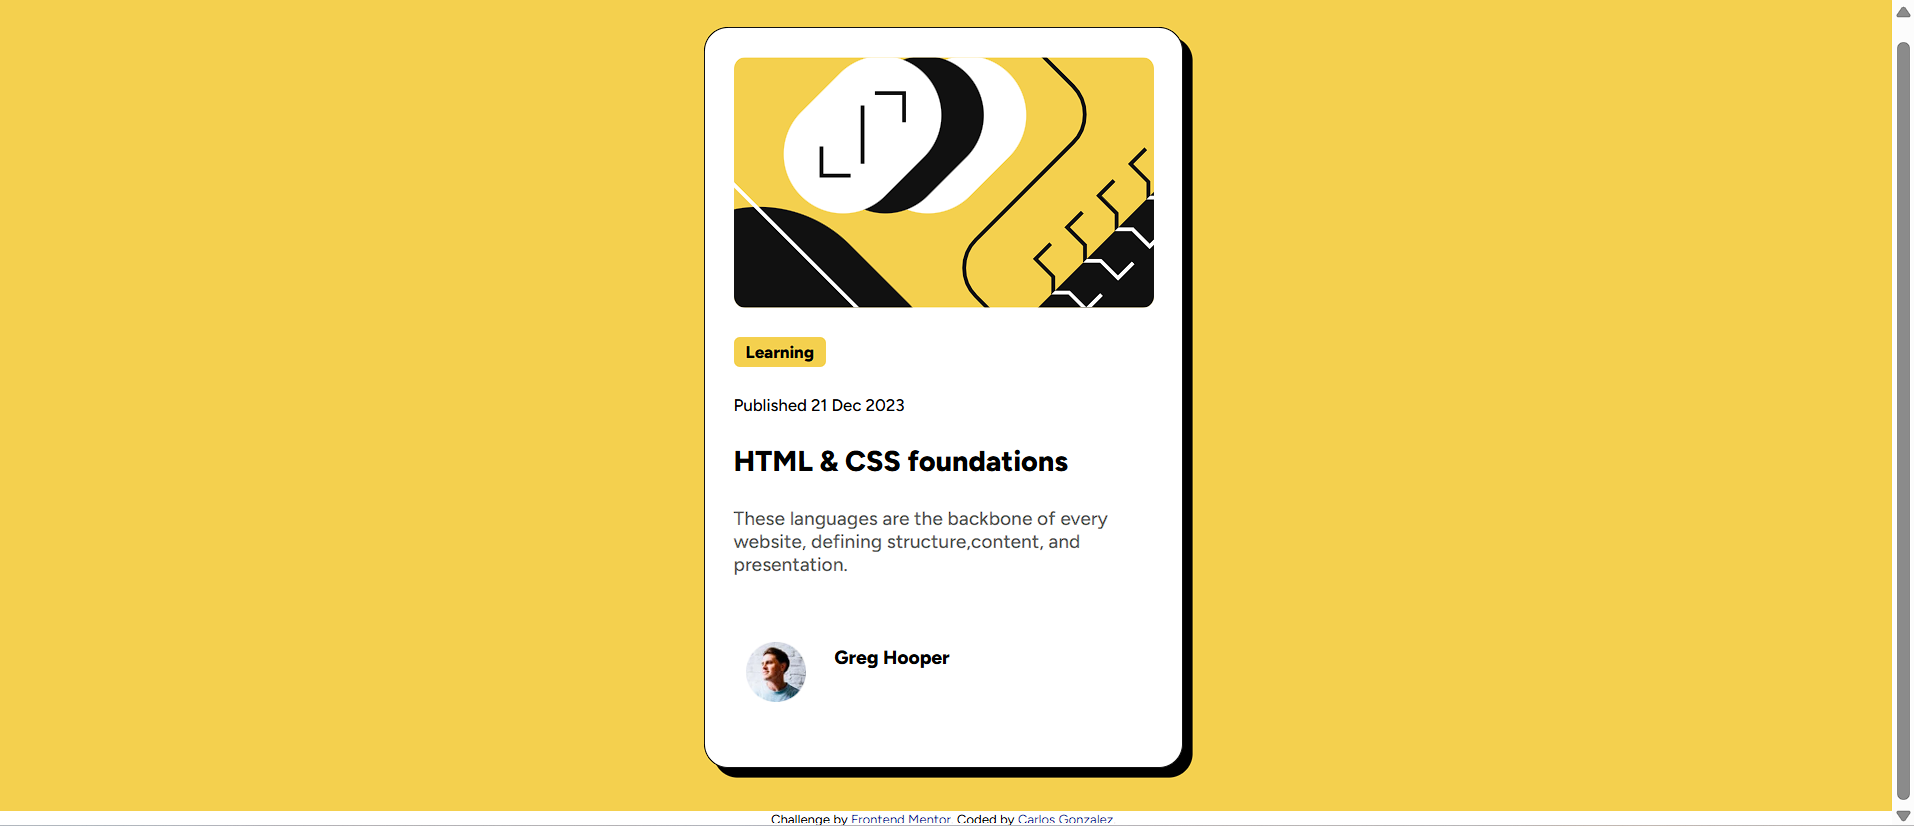 Learning
Published 21 Dec 2023
HTML & CSS foundations
These languages are the backbone of every
website, defining structure,content, and
presentation.
Greg Hooper
Challenge by Frontend Mentor. Coded by Carlos Gonzalez.